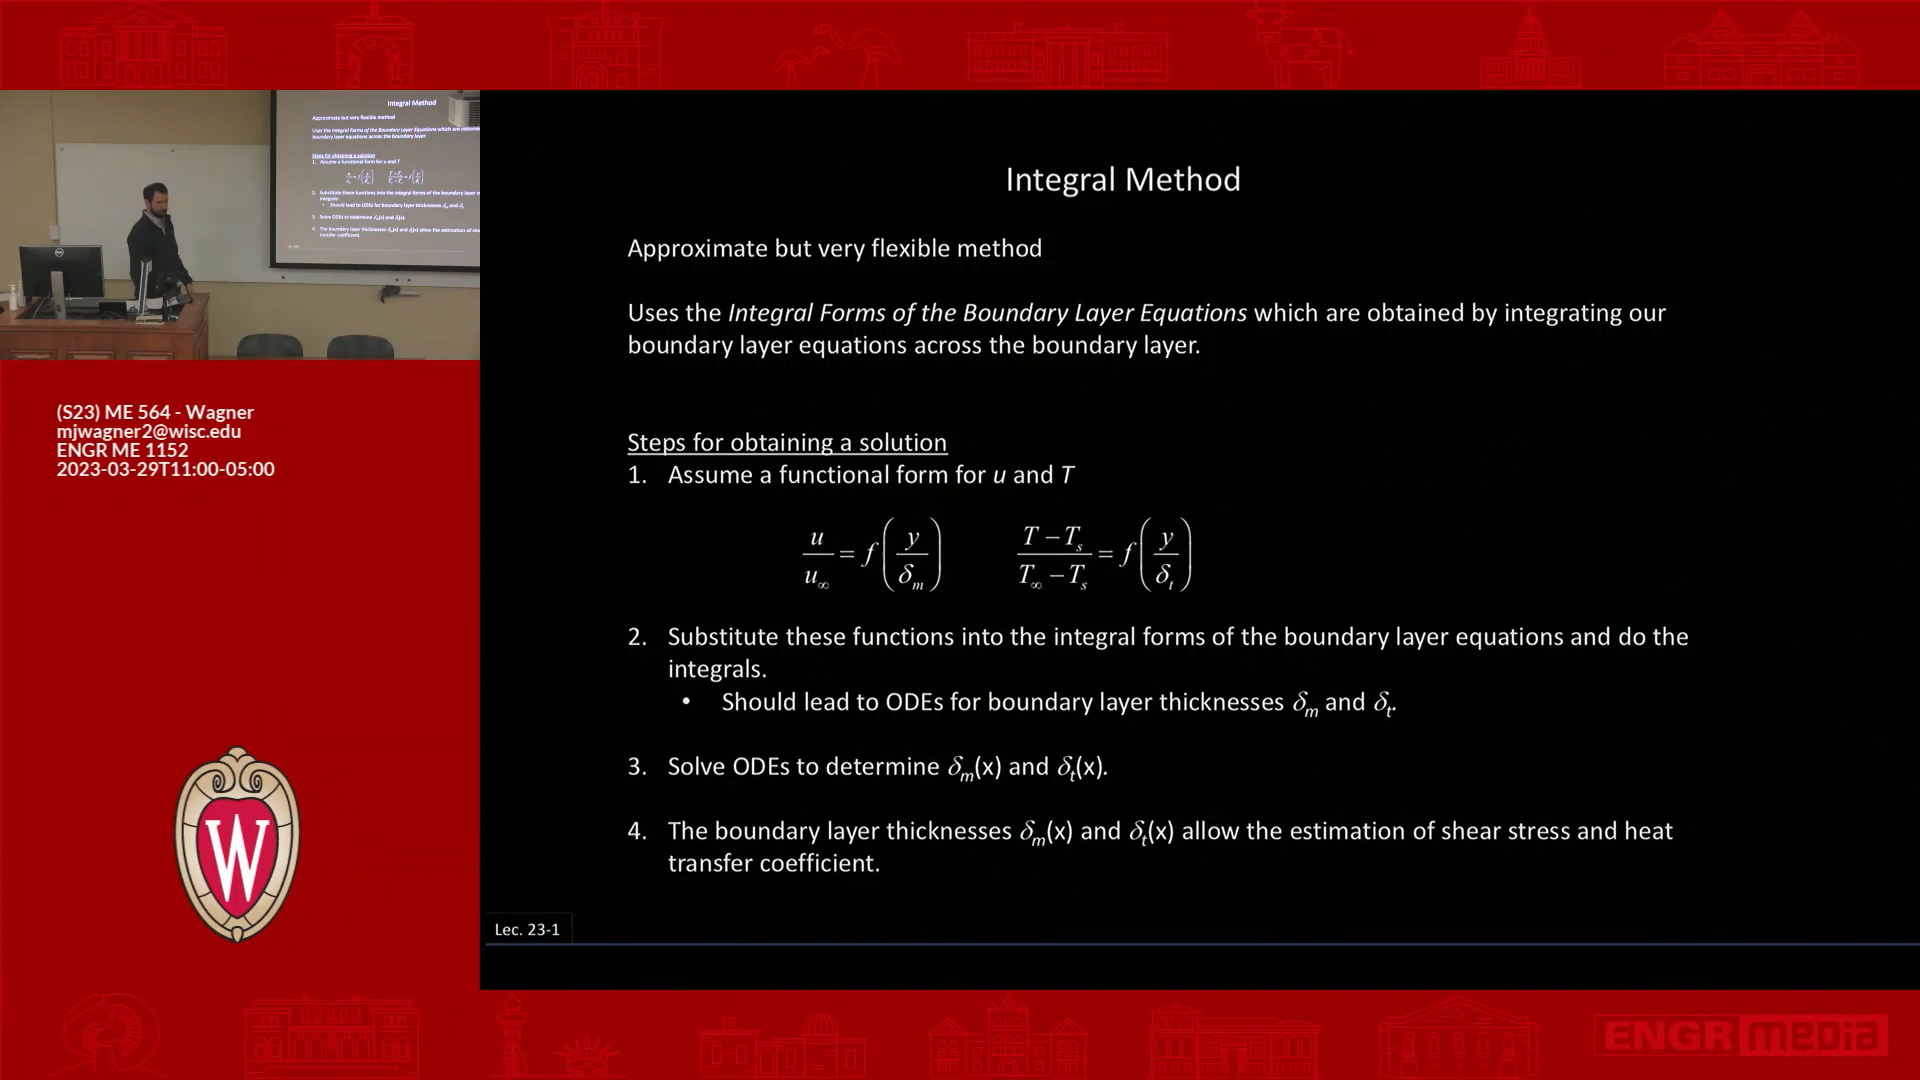 Integral Method
Approximate but very flexible method
Uses the Integral Forms of the Boundary Layer Equations which are obtained by integrating our
boundary layer equations across the boundary layer.
Steps for obtaining a solution
1. Assume a functional form for u and T
u/u∞ = f(y/δm)   (T − Ts)/(T∞ − Ts) = f(y/δt)
2. Substitute these functions into the integral forms of the boundary layer equations and do the
integrals.
• Should lead to ODEs for boundary layer thicknesses δm and δt.
3. Solve ODEs to determine δm(x) and δt(x).
4. The boundary layer thicknesses δm(x) and δt(x) allow the estimation of shear stress and heat
transfer coefficient.
Lec. 23-1
(S23) ME 564 - Wagner
mjwagner2@wisc.edu
ENGR ME 1152
2023-03-29T11:00-05:00
W
ENGR media